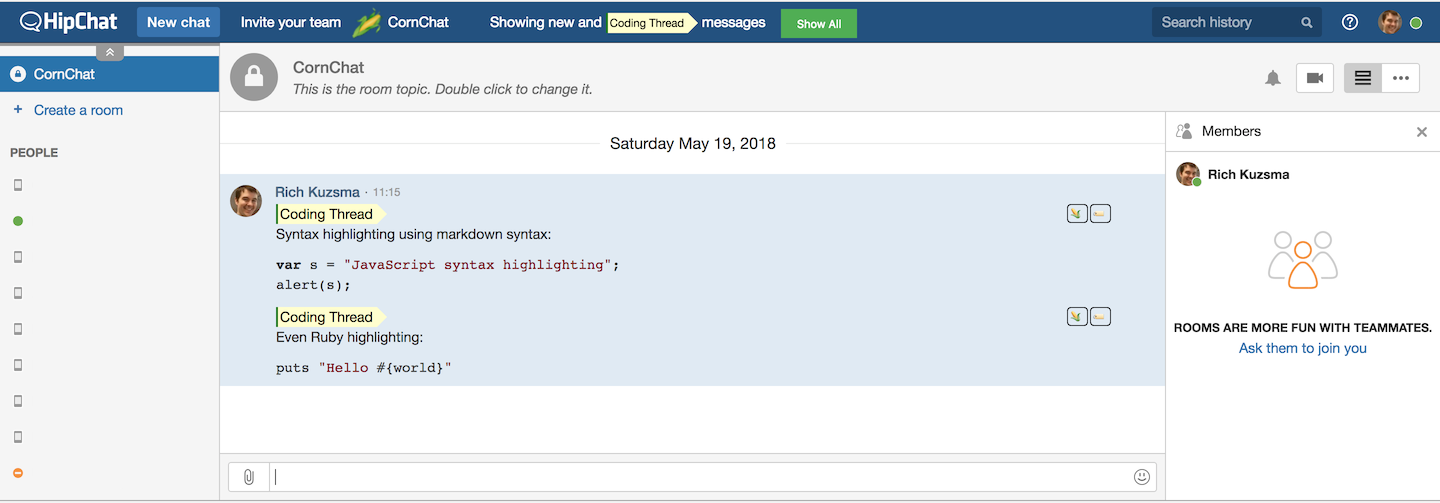 HipChat New chat Invite your team CornChat Showing new and Coding Thread messages Show All Search history
CornChat
+ Create a room
PEOPLE
CornChat
This is the room topic. Double click to change it.
Saturday May 19, 2018
Rich Kuzsma · 11:15
Coding Thread
Syntax highlighting using markdown syntax:
var s = "JavaScript syntax highlighting";
alert(s);
Coding Thread
Even Ruby highlighting:
puts "Hello #{world}"
Members
Rich Kuzsma
ROOMS ARE MORE FUN WITH TEAMMATES.
Ask them to join you